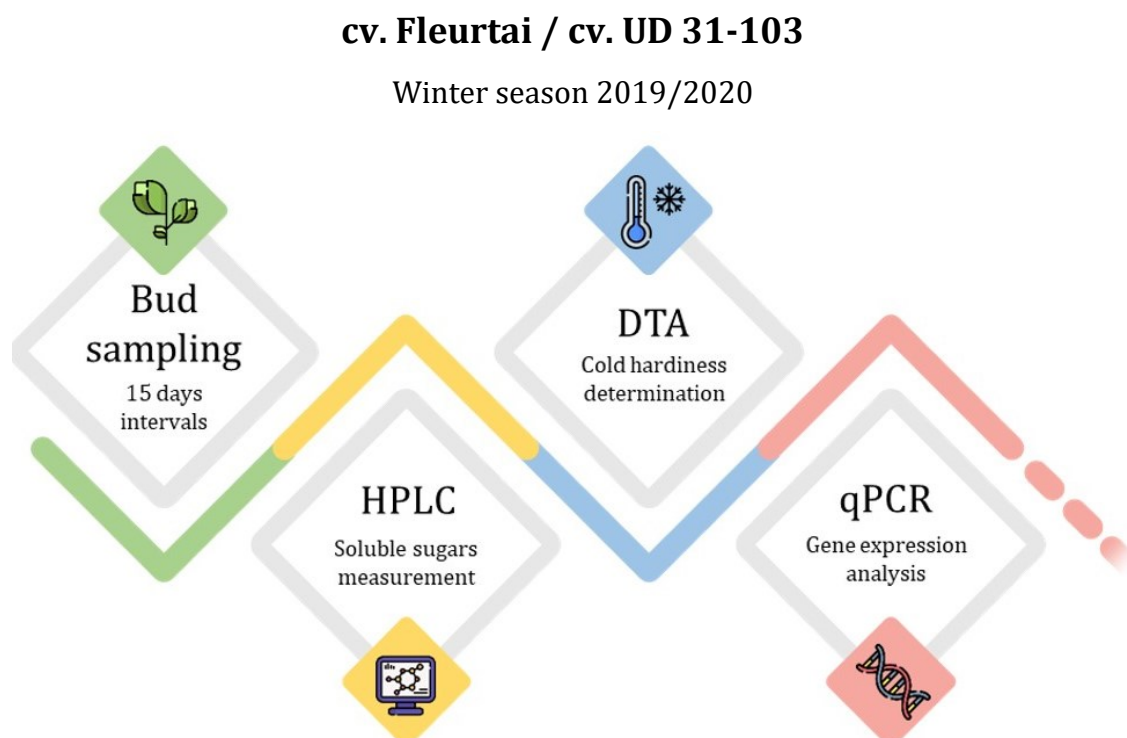 cv. Fleurtai / cv. UD 31-103
Winter season 2019/2020
Bud
sampling
15 days
intervals
HPLC
Soluble sugars
measurement
DTA
Cold hardiness
determination
qPCR
Gene expression
analysis